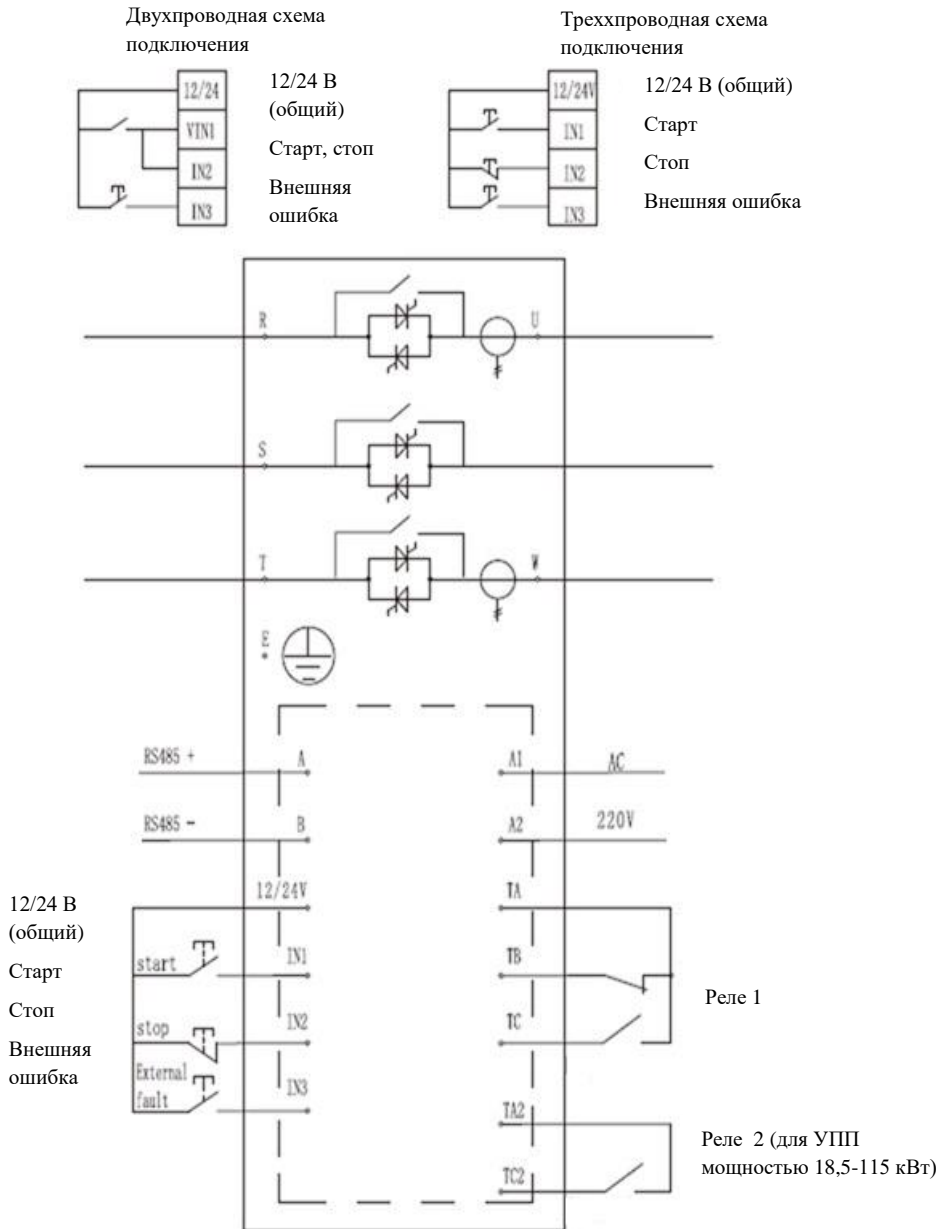 Двухпроводная схема
подключения
12/24
VIN1
IN2
IN3
12/24 В
(общий)
Старт, стоп
Внешняя
ошибка
Треххпроводная схема
подключения
12/24V
IN1
IN2
IN3
12/24 В (общий)
Старт
Стоп
Внешняя ошибка
R
U
S
T
W
E
RS485 +
A
A1
AC
RS485 -
B
A2
220V
12/24 В
(общий)
Старт
Стоп
Внешняя
ошибка
12/24V
start
IN1
stop
IN2
External
fault
IN3
TA
TB
TC
Реле 1
TA2
TC2
Реле 2 (для УПП
мощностью 18,5-115 кВт)